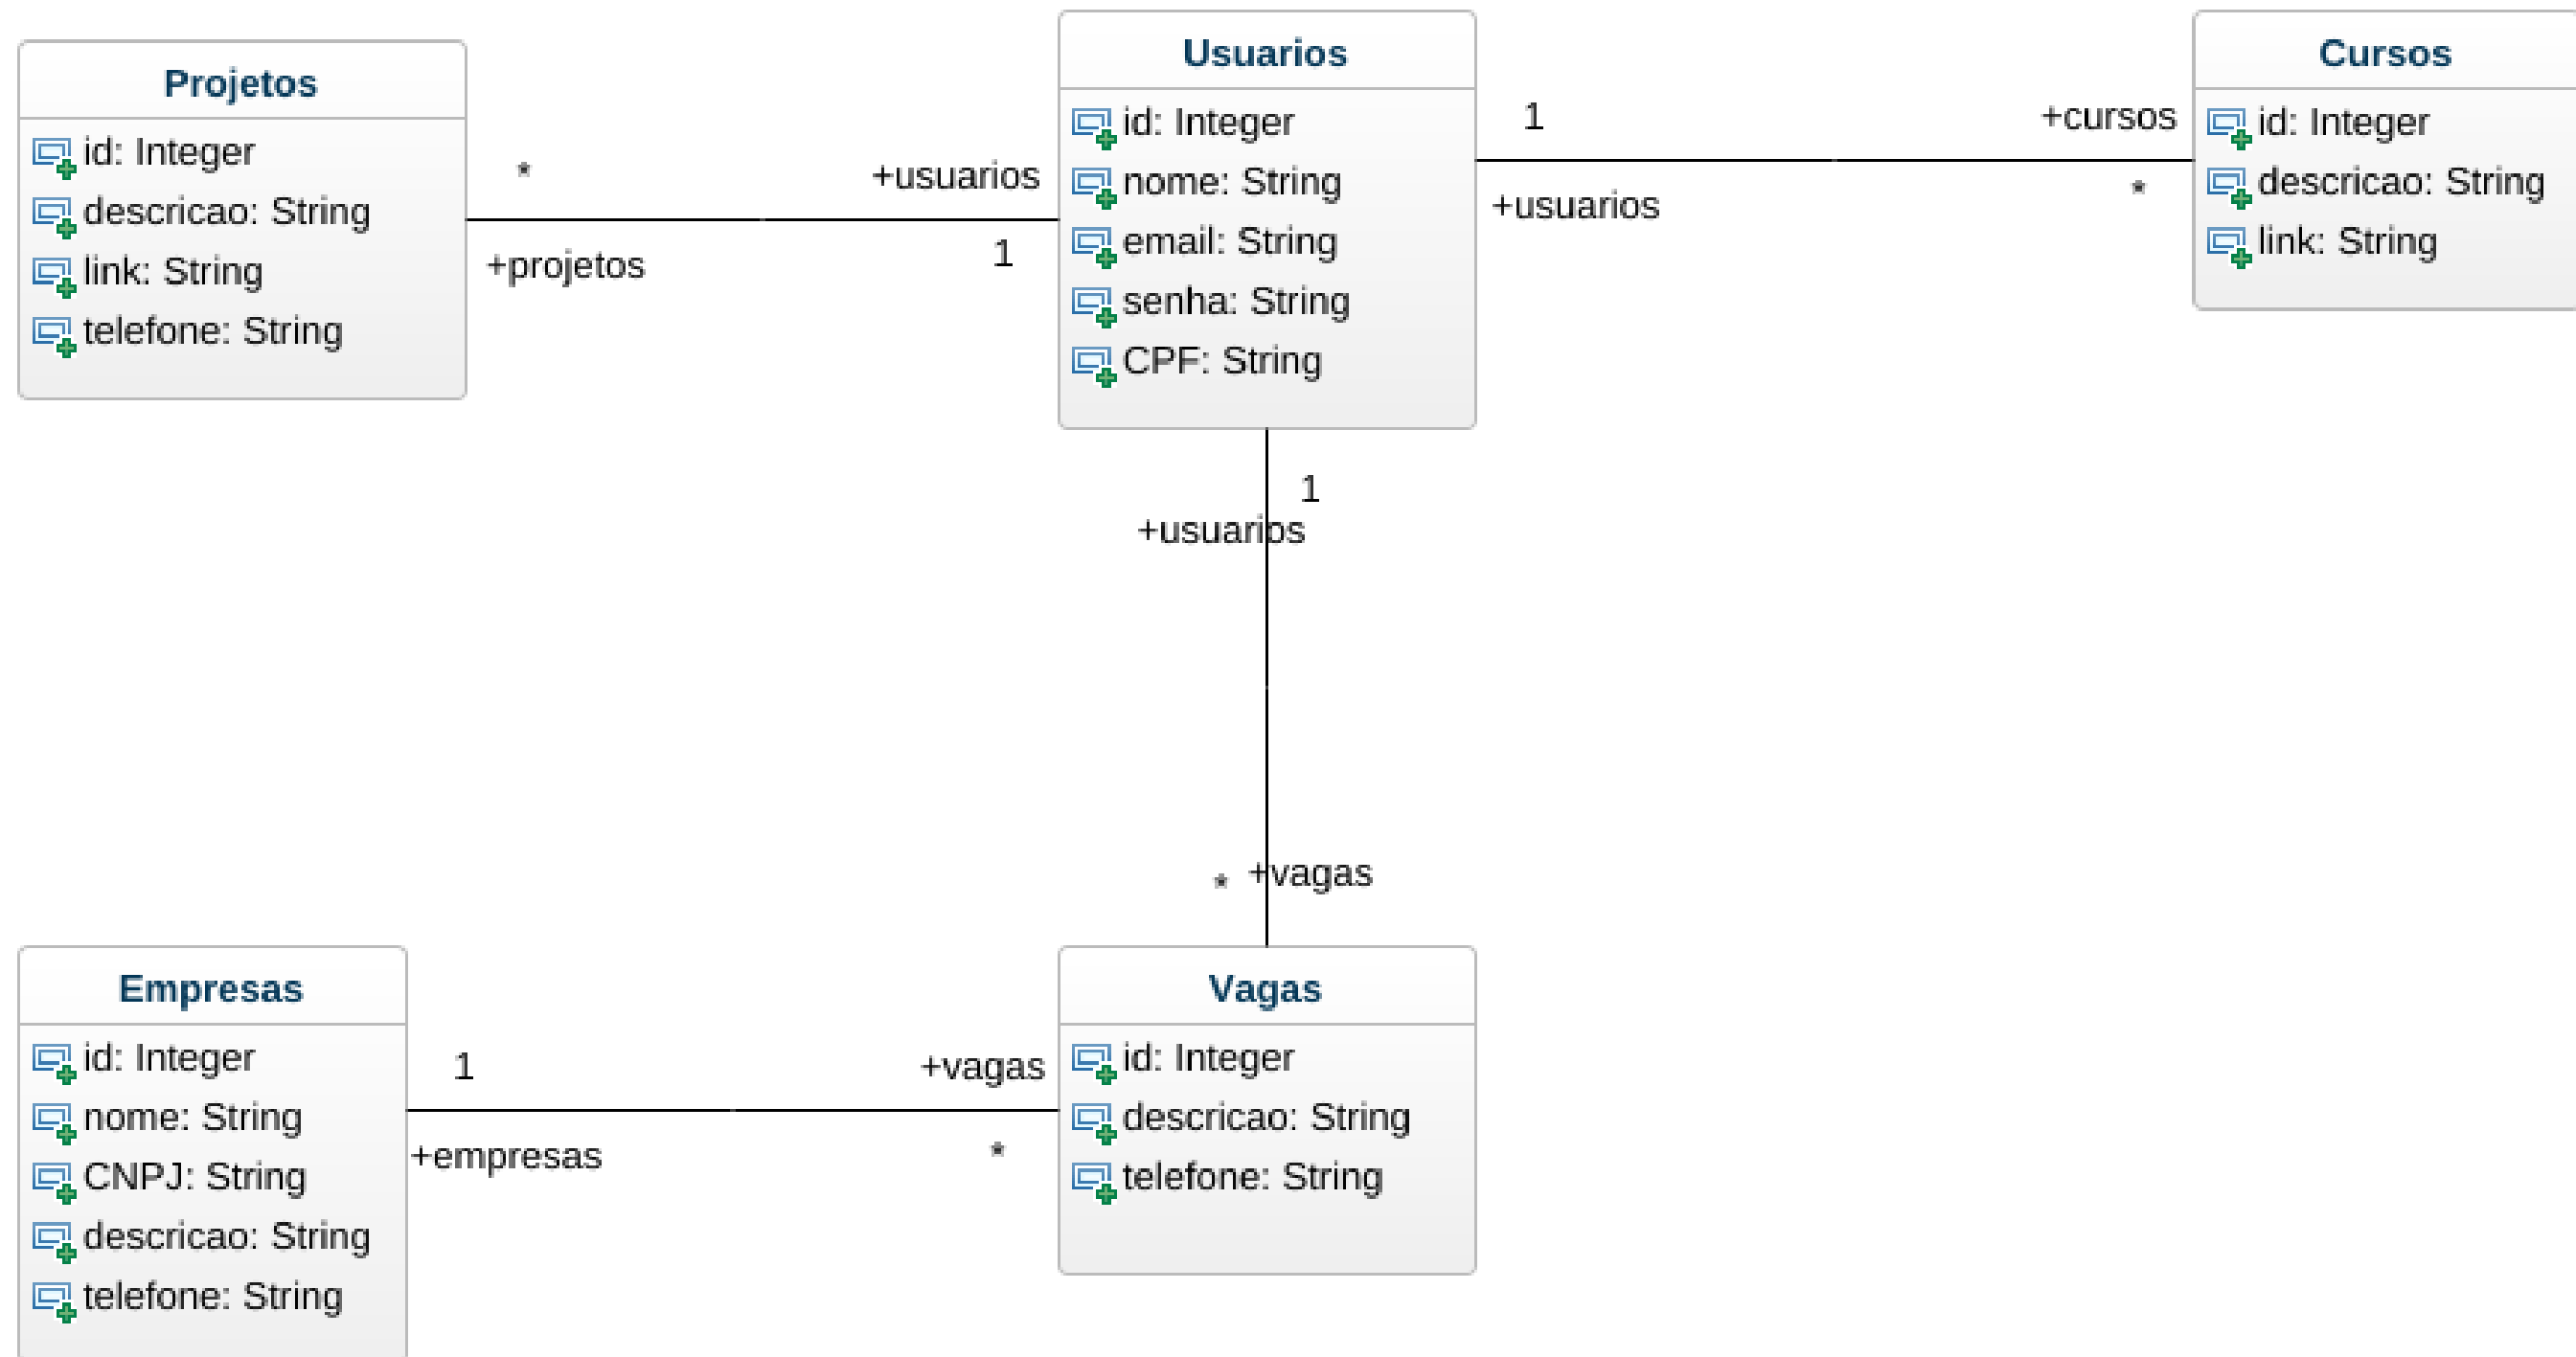 Projetos
id: Integer
descricao: String
link: String
telefone: String
*
+projetos
+usuarios
1
Usuarios
id: Integer
nome: String
email: String
senha: String
CPF: String
1
+usuarios
+cursos
*
Cursos
id: Integer
descricao: String
link: String
1
+usuarios
* +vagas
Empresas
id: Integer
nome: String
CNPJ: String
descricao: String
telefone: String
1
+empresas
+vagas
*
Vagas
id: Integer
descricao: String
telefone: String